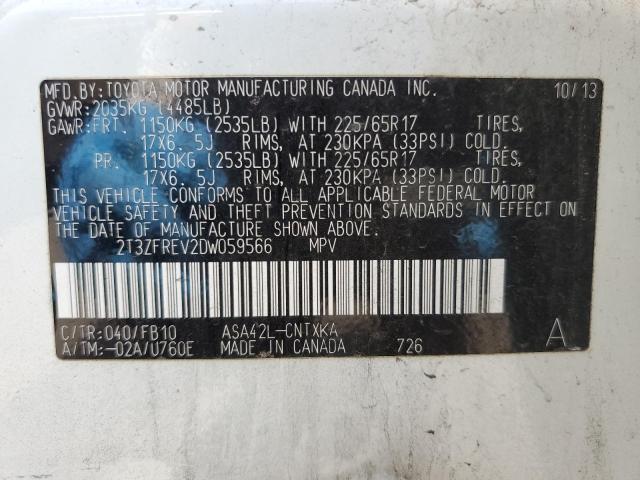 MFD.BY:TOYOTA MOTOR MANUFACTURING CANADA INC. 10/13
GVWR:2035KG (4485LB)
GAWR:FRT. 1150KG (2535LB) WITH 225/65R17 TIRES,
17X6.5J RIMS, AT 230KPA (33PSI) COLD.
PR. 1150KG (2535LB) WITH 225/65R17 TIRES,
17X6.5J RIMS, AT 230KPA (33PSI) COLD.
THIS VEHICLE CONFORMS TO ALL APPLICABLE FEDERAL MOTOR
VEHICLE SAFETY AND THEFT PREVENTION STANDARDS IN EFFECT ON
THE DATE OF MANUFACTURE SHOWN ABOVE.
2T3ZFREV2DW059566 MPV
C/TR:040/FB10 ASA42L-CNTXKA A
A/TM:-02A/U760E MADE IN CANADA 726